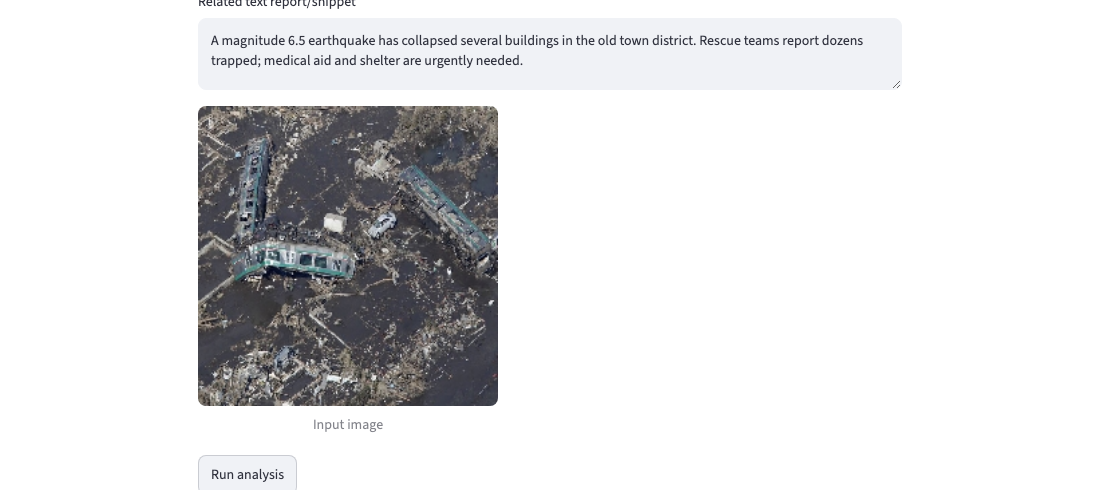 Related text report/snippet
A magnitude 6.5 earthquake has collapsed several buildings in the old town district. Rescue teams report dozens
trapped; medical aid and shelter are urgently needed.
Input image
Run analysis